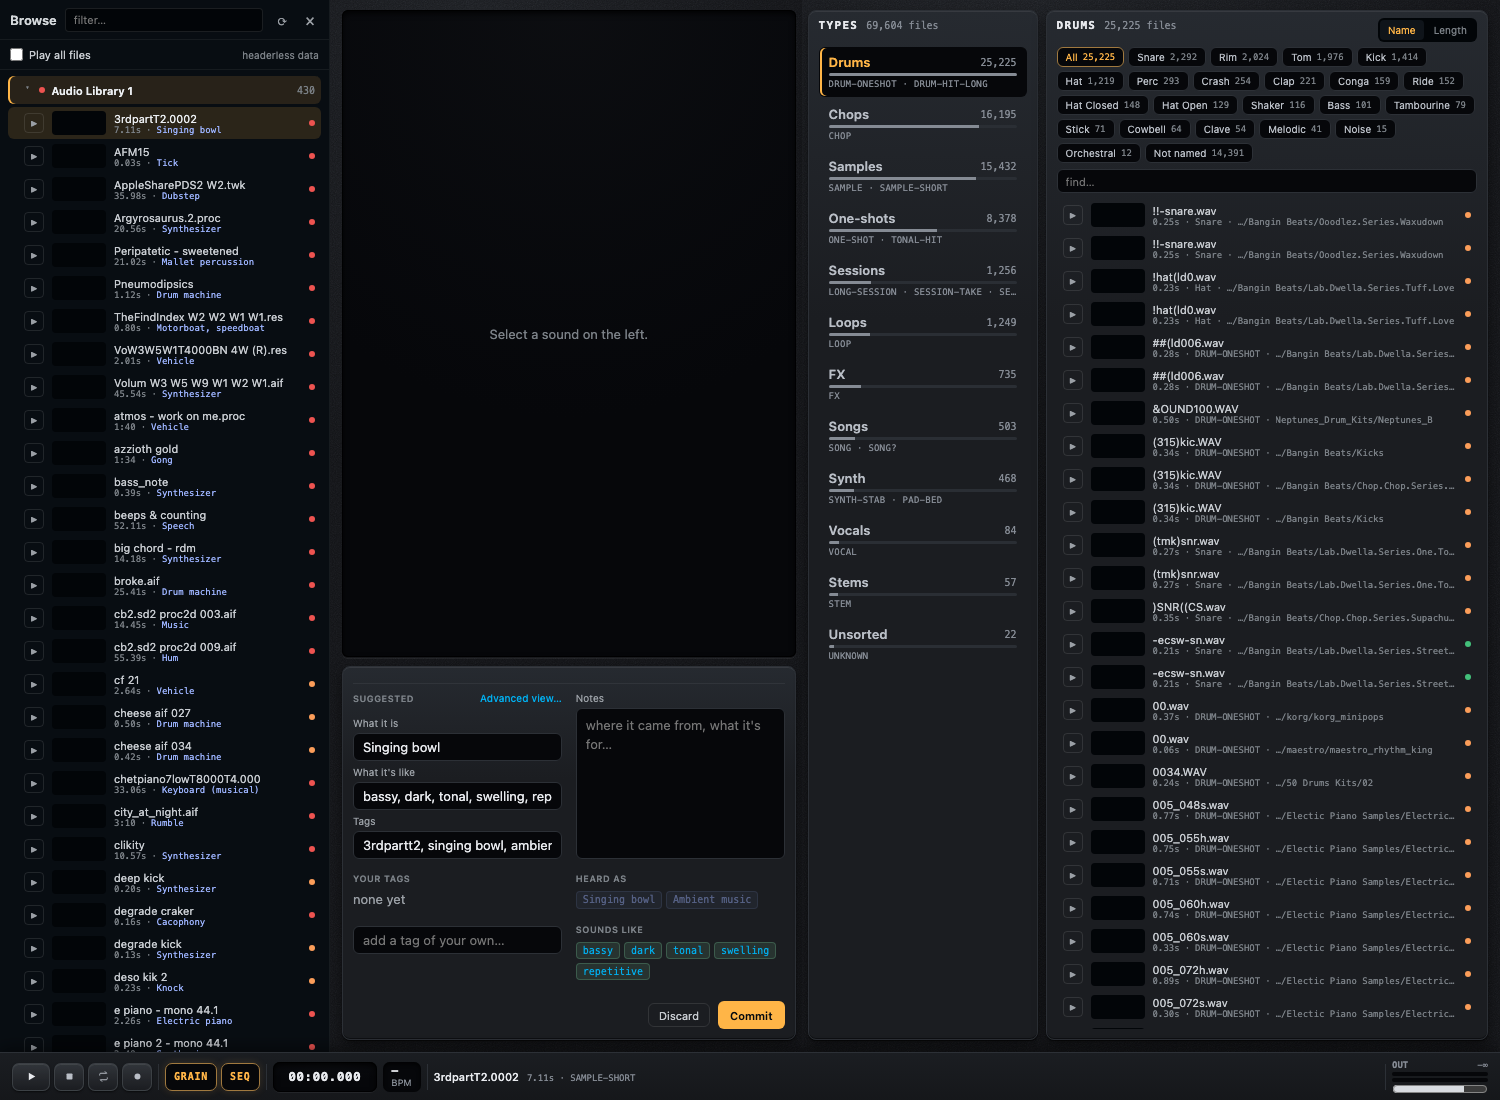 Browse
filter...
Play all files
headerless data
Audio Library 1
430
3rdpartT2.0002
7.11s · Singing bowl
AFM15
0.03s · Tick
AppleSharePDS2 W2.twk
35.98s · Dubstep
Argyrosaurus.2.proc
20.56s · Synthesizer
Peripatetic - sweetened
21.02s · Mallet percussion
Pneumodipsics
1.12s · Drum machine
TheFindIndex W2 W2 W1 W1.res
0.80s · Motorboat, speedboat
VoW3W5W1T4000BN 4W (R).res
2.01s · Vehicle
Volum W3 W5 W9 W1 W2 W1.aif
45.54s · Synthesizer
atmos - work on me.proc
1:40 · Vehicle
azzioth gold
1:34 · Gong
bass_note
0.39s · Synthesizer
beeps & counting
52.11s · Speech
big chord - rdm
14.18s · Synthesizer
broke.aif
25.41s · Drum machine
cb2.sd2 proc2d 003.aif
14.45s · Music
cb2.sd2 proc2d 009.aif
55.39s · Hum
cf 21
2.64s · Vehicle
cheese aif 027
0.50s · Drum machine
cheese aif 034
0.42s · Drum machine
chetpiano7lowT8000T4.000
33.06s · Keyboard (musical)
city_at_night.aif
3:10 · Rumble
clikity
10.57s · Synthesizer
deep kick
0.20s · Synthesizer
degrade craker
0.16s · Cacophony
degrade kick
0.13s · Synthesizer
deso kik 2
0.23s · Knock
e piano - mono 44.1
2.26s · Electric piano
e piano 2 - mono 44.1
Select a sound on the left.
SUGGESTED
Advanced view...
What it is
Singing bowl
What it's like
bassy, dark, tonal, swelling, rep
Tags
3rdpartt2, singing bowl, ambier
YOUR TAGS
none yet
add a tag of your own...
Notes
where it came from, what it's
for...
HEARD AS
Singing bowl
Ambient music
SOUNDS LIKE
bassy
dark
tonal
swelling
repetitive
Discard
Commit
TYPES 69,604 files
Drums 25,225
DRUM-ONESHOT · DRUM-HIT-LONG
Chops 16,195
CHOP
Samples 15,432
SAMPLE · SAMPLE-SHORT
One-shots 8,378
ONE-SHOT · TONAL-HIT
Sessions 1,256
LONG-SESSION · SESSION-TAKE · SE…
Loops 1,249
LOOP
FX 735
FX
Songs 503
SONG · SONG?
Synth 468
SYNTH-STAB · PAD-BED
Vocals 84
VOCAL
Stems 57
STEM
Unsorted 22
UNKNOWN
DRUMS 25,225 files
Name
Length
All 25,225
Snare 2,292
Rim 2,024
Tom 1,976
Kick 1,414
Hat 1,219
Perc 293
Crash 254
Clap 221
Conga 159
Ride 152
Hat Closed 148
Hat Open 129
Shaker 116
Bass 101
Tambourine 79
Stick 71
Cowbell 64
Clave 54
Melodic 41
Noise 15
Orchestral 12
Not named 14,391
find...
!!-snare.wav
0.25s · Snare · …/Bangin Beats/Ooodlez.Series.Waxudown
!!-snare.wav
0.25s · Snare · …/Bangin Beats/Ooodlez.Series.Waxudown
!hat(ld0.wav
0.23s · Hat · …/Bangin Beats/Lab.Dwella.Series.Tuff.Love
!hat(ld0.wav
0.23s · Hat · …/Bangin Beats/Lab.Dwella.Series.Tuff.Love
##(ld006.wav
0.28s · DRUM-ONESHOT · …/Bangin Beats/Lab.Dwella.Series…
##(ld006.wav
0.28s · DRUM-ONESHOT · …/Bangin Beats/Lab.Dwella.Series…
&OUND100.WAV
0.50s · DRUM-ONESHOT · Neptunes_Drum_Kits/Neptunes_B
(315)kic.WAV
0.34s · DRUM-ONESHOT · …/Bangin Beats/Kicks
(315)kic.WAV
0.34s · DRUM-ONESHOT · …/Bangin Beats/Chop.Chop.Series.…
(315)kic.WAV
0.34s · DRUM-ONESHOT · …/Bangin Beats/Kicks
(tmk)snr.wav
0.27s · Snare · …/Bangin Beats/Lab.Dwella.Series.One.To…
(tmk)snr.wav
0.27s · Snare · …/Bangin Beats/Lab.Dwella.Series.One.To…
)SNR((CS.wav
0.35s · Snare · …/Bangin Beats/Chop.Chop.Series.Supachu…
-ecsw-sn.wav
0.21s · Snare · …/Bangin Beats/Lab.Dwella.Series.Street…
-ecsw-sn.wav
0.21s · Snare · …/Bangin Beats/Lab.Dwella.Series.Street…
00.wav
0.37s · DRUM-ONESHOT · …/korg/korg_minipops
00.wav
0.06s · DRUM-ONESHOT · …/maestro/maestro_rhythm_king
0034.WAV
0.24s · DRUM-ONESHOT · …/50 Drums Kits/02
005_048s.wav
0.77s · DRUM-ONESHOT · …/Electic Piano Samples/Electric…
005_055h.wav
0.75s · DRUM-ONESHOT · …/Electic Piano Samples/Electric…
005_055s.wav
0.71s · DRUM-ONESHOT · …/Electic Piano Samples/Electric…
005_060h.wav
0.74s · DRUM-ONESHOT · …/Electic Piano Samples/Electric…
005_060s.wav
0.33s · DRUM-ONESHOT · …/Electic Piano Samples/Electric…
005_072h.wav
0.89s · DRUM-ONESHOT · …/Electic Piano Samples/Electric…
005_072s.wav
0.30s · DRUM-ONESHOT · …/Electic Piano Samples/Electric…
GRAIN
SEQ
00:00.000
–
BPM
3rdpartT2.0002 7.11s · SAMPLE-SHORT
OUT
-∞